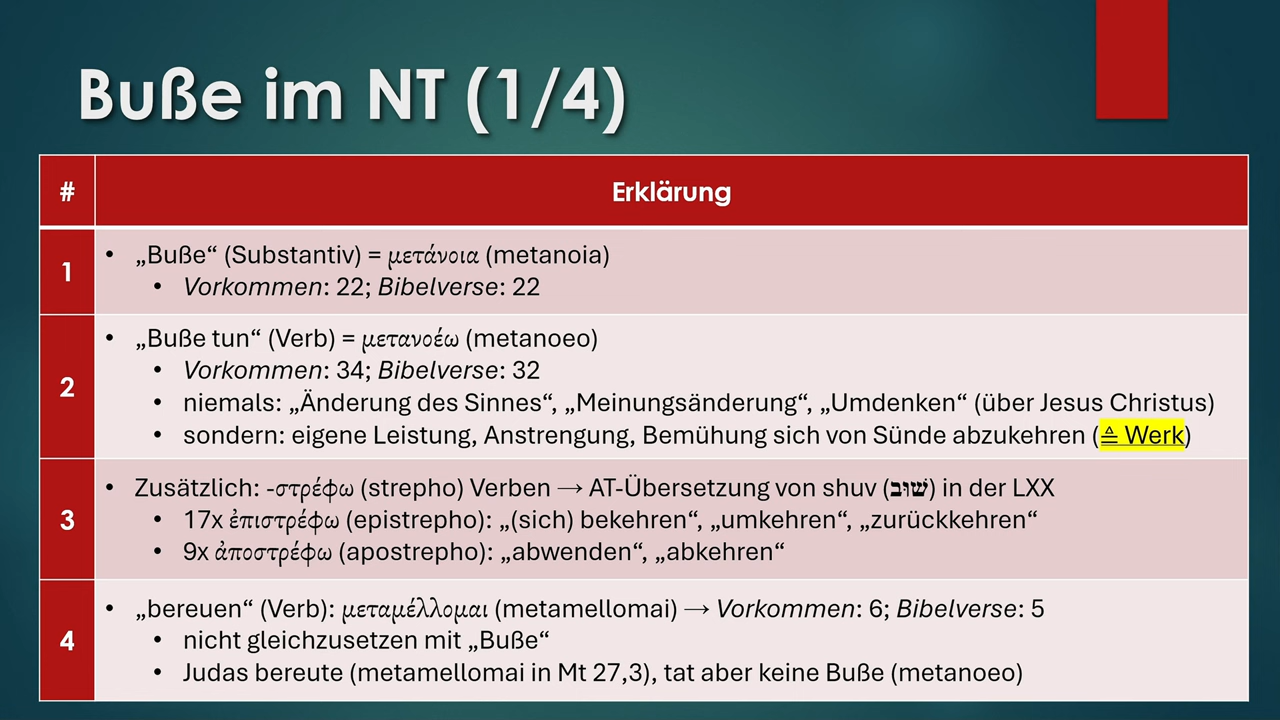 Buße im NT (1/4)
# Erklärung
1
• „Buße“ (Substantiv) = μετάνοια (metanoia)
• Vorkommen: 22; Bibelverse: 22
2
• „Buße tun“ (Verb) = μετανοέω (metanoeo)
• Vorkommen: 34; Bibelverse: 32
• niemals: „Änderung des Sinnes“, „Meinungsänderung“, „Umdenken“ (über Jesus Christus)
• sondern: eigene Leistung, Anstrengung, Bemühung sich von Sünde abzukehren (≙ Werk)
3
• Zusätzlich: -στρέφω (strepho) Verben → AT-Übersetzung von shuv (שׁוּב) in der LXX
• 17x ἐπιστρέφω (epistrepho): „(sich) bekehren“, „umkehren“, „zurückkehren“
• 9x ἀποστρέφω (apostrepho): „abwenden“, „abkehren“
4
• „bereuen“ (Verb): μεταμέλλομαι (metamellomai) → Vorkommen: 6; Bibelverse: 5
• nicht gleichzusetzen mit „Buße“
• Judas bereute (metamellomai in Mt 27,3), tat aber keine Buße (metanoeo)